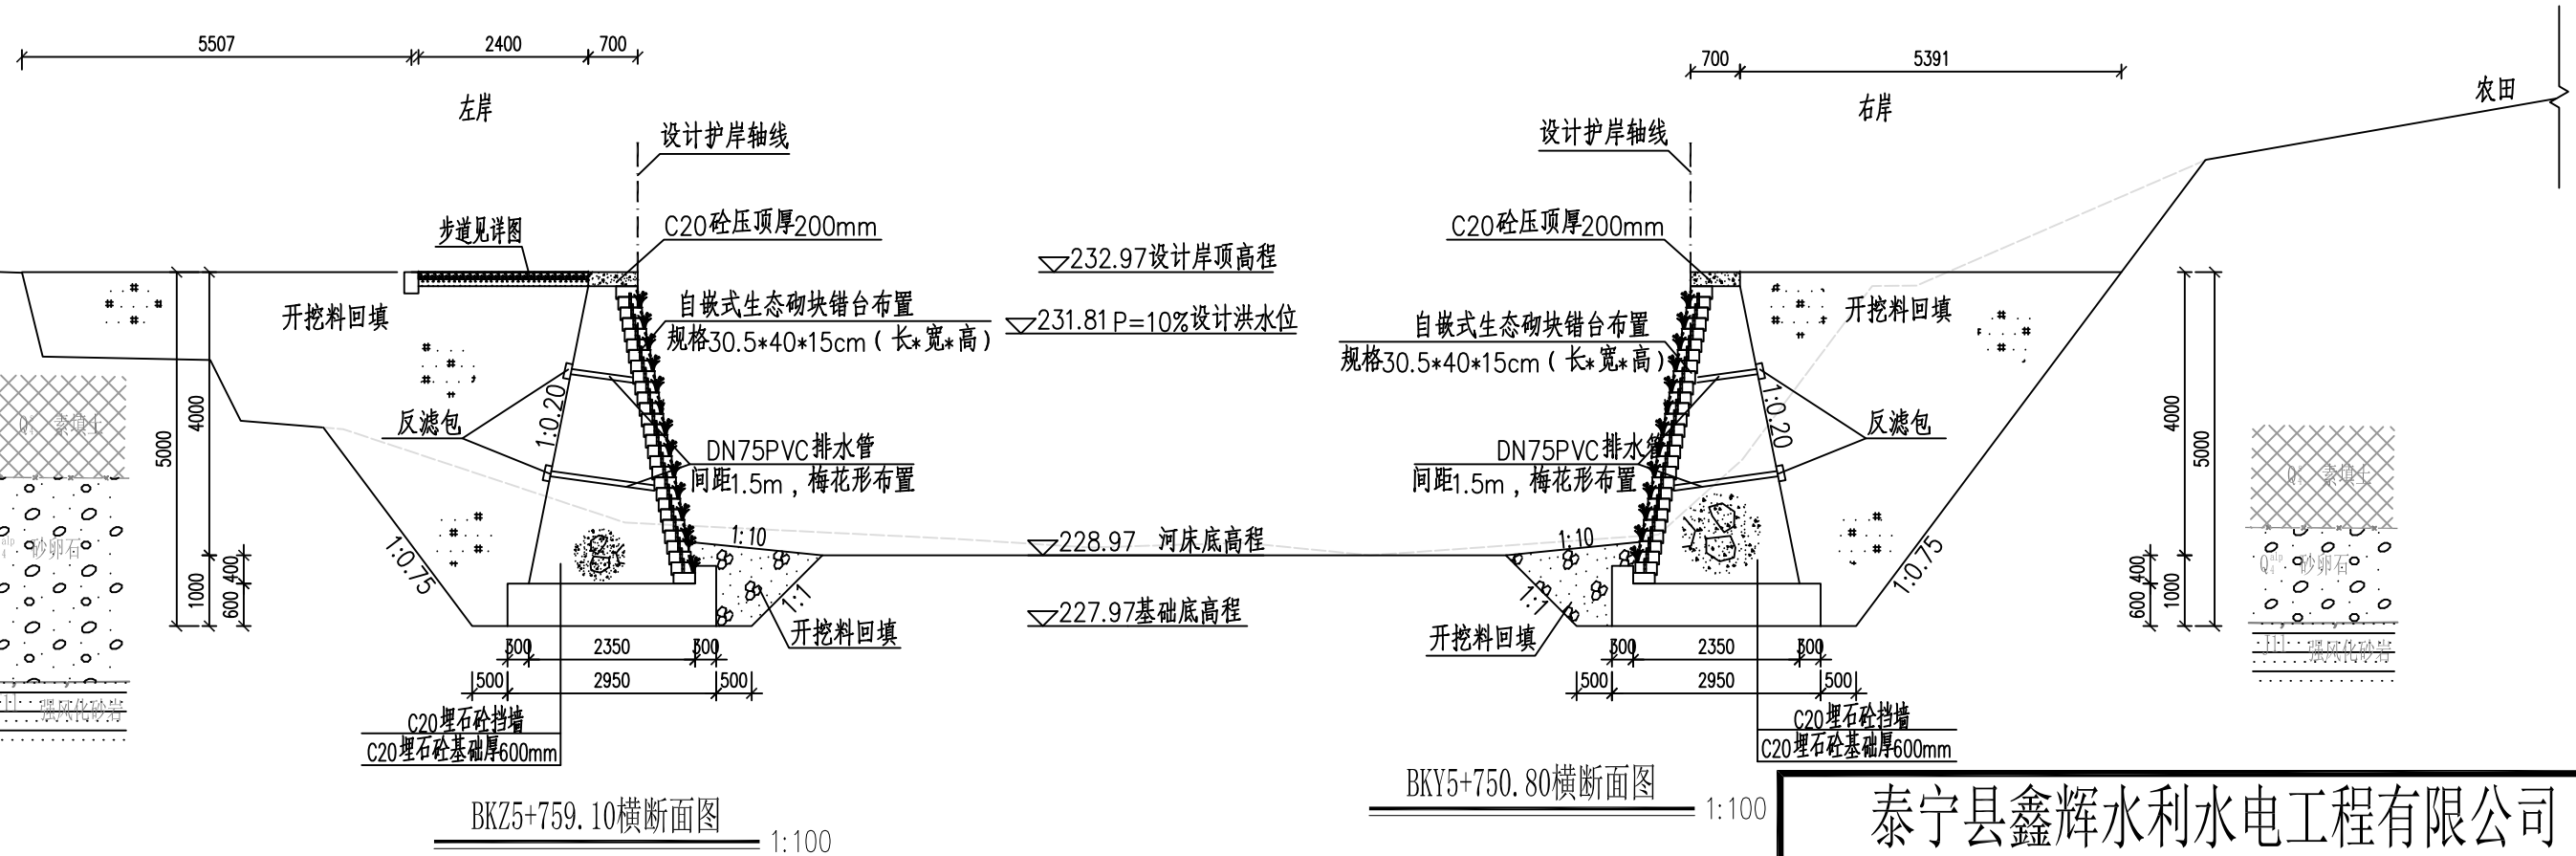 5507
2400
700
左岸
设计护岸轴线
步道见详图
C20砼压顶厚200mm
开挖料回填
自嵌式生态砌块错台布置
规格30.5*40*15cm（长*宽*高）
5000
4000
1000
600
400
反滤包
1:0.20
DN75PVC排水管
间距1.5m，梅花形布置
1:0.75
1:10
1:1
开挖料回填
300
2350
300
500
2950
500
C20埋石砼挡墙
C20埋石砼基础厚600mm
素填土
砂卵石
强风化砂岩
BKZ5+759.10横断面图
1:100
232.97设计岸顶高程
231.81 P=10%设计洪水位
228.97 河床底高程
227.97基础底高程
700
5391
右岸
农田
设计护岸轴线
C20砼压顶厚200mm
开挖料回填
自嵌式生态砌块错台布置
规格30.5*40*15cm（长*宽*高）
1:0.20
反滤包
DN75PVC排水管
间距1.5m，梅花形布置
1:10
1:1
1:0.75
开挖料回填
4000
5000
400
600
1000
300
2350
300
500
2950
500
C20埋石砼挡墙
C20埋石砼基础厚600mm
素填土
砂卵石
强风化砂岩
BKY5+750.80横断面图
1:100
泰宁县鑫辉水利水电工程有限公司